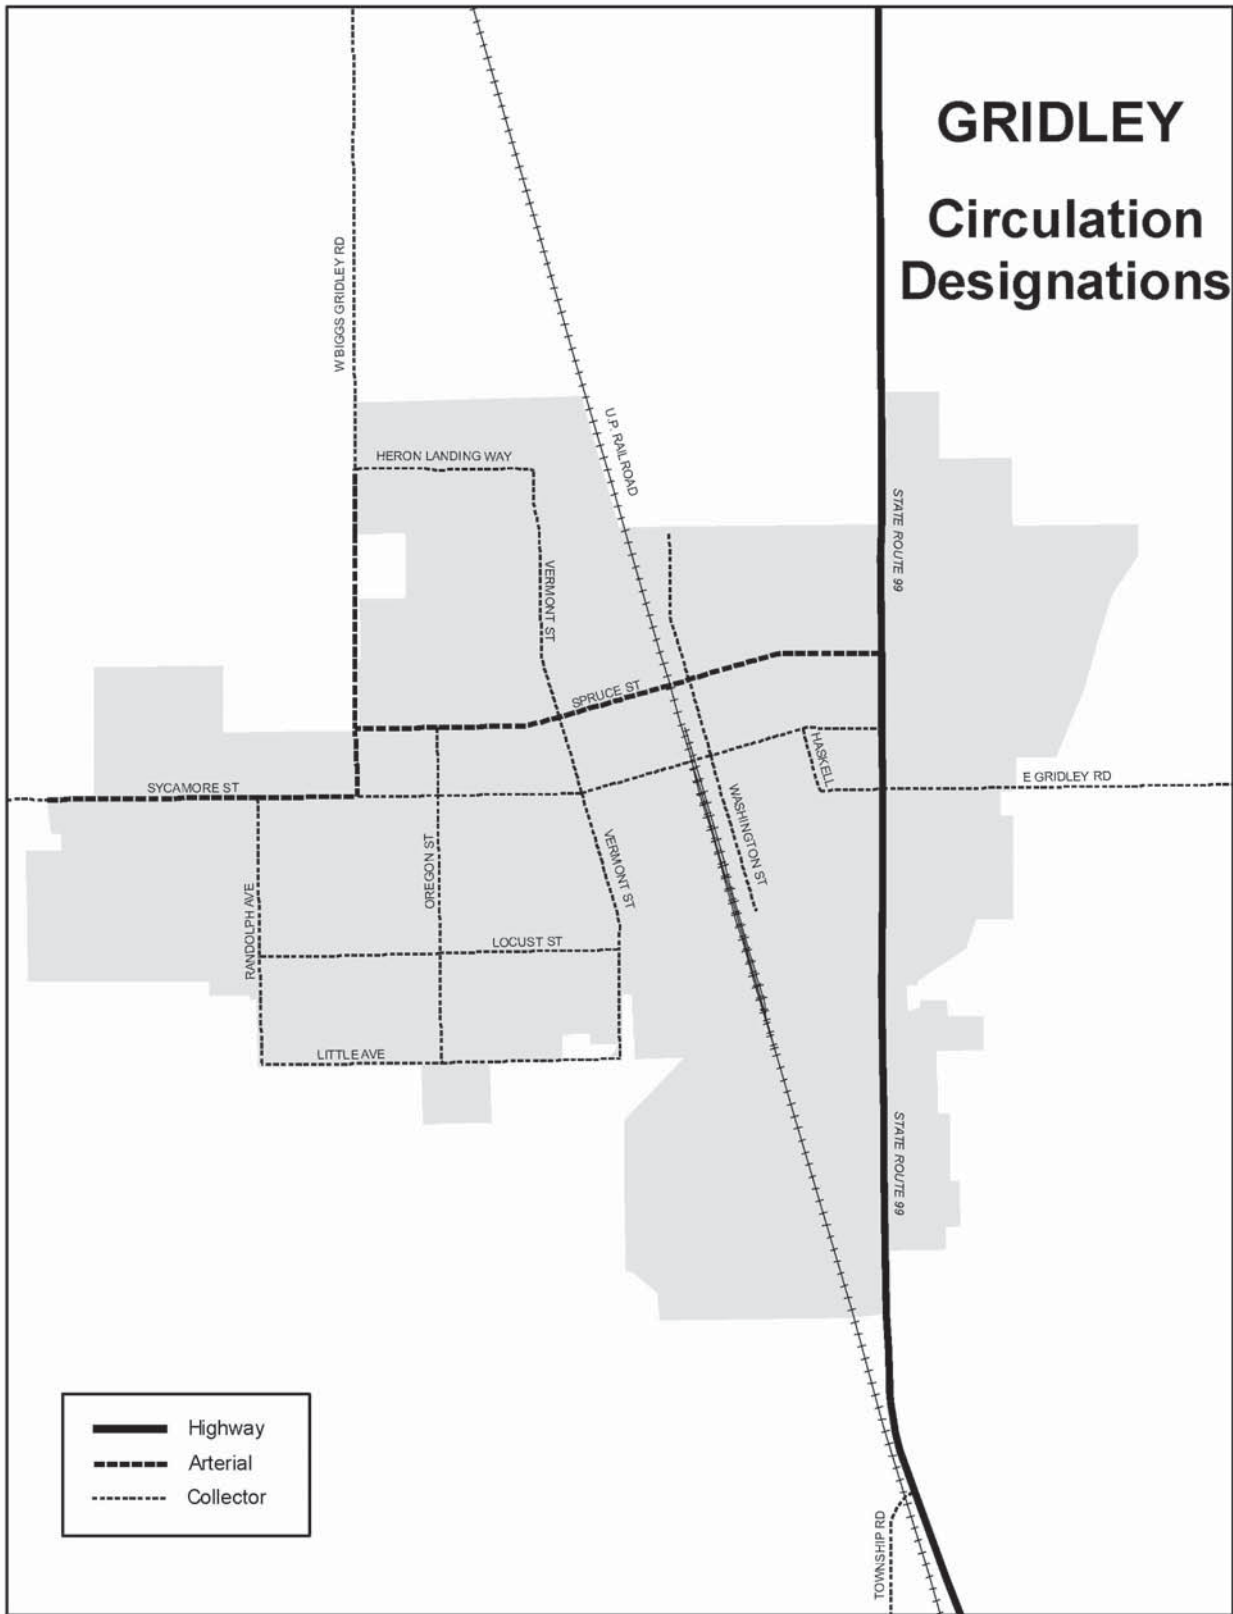 GRIDLEY
Circulation
Designations
W BIGGS GRIDLEY RD
U.P. RAILROAD
HERON LANDING WAY
STATE ROUTE 99
VERMONT ST
SPRUCE ST
HASKELL
E GRIDLEY RD
SYCAMORE ST
WASHINGTON ST
OREGON ST
VERMONT ST
RANDOLPH AVE
LOCUST ST
LITTLE AVE
STATE ROUTE 99
Highway
Arterial
Collector
TOWNSHIP RD